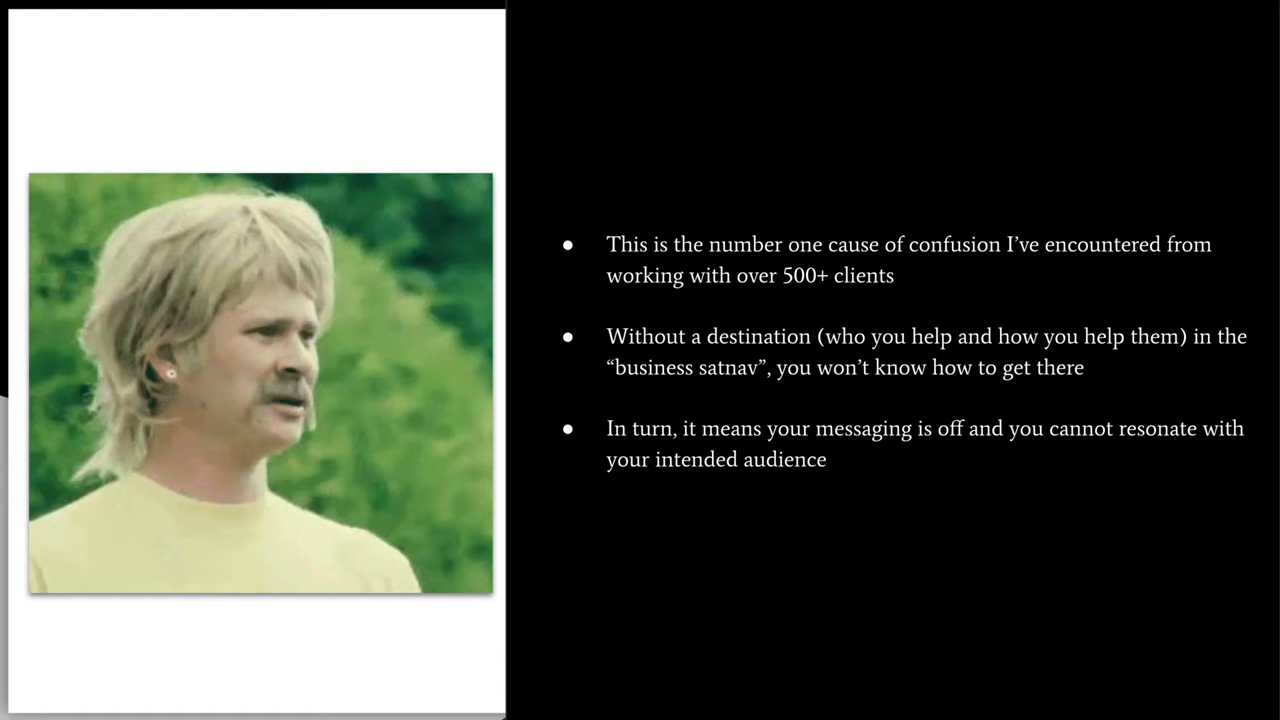 ● This is the number one cause of confusion I’ve encountered from
working with over 500+ clients
● Without a destination (who you help and how you help them) in the
“business satnav”, you won’t know how to get there
● In turn, it means your messaging is off and you cannot resonate with
your intended audience